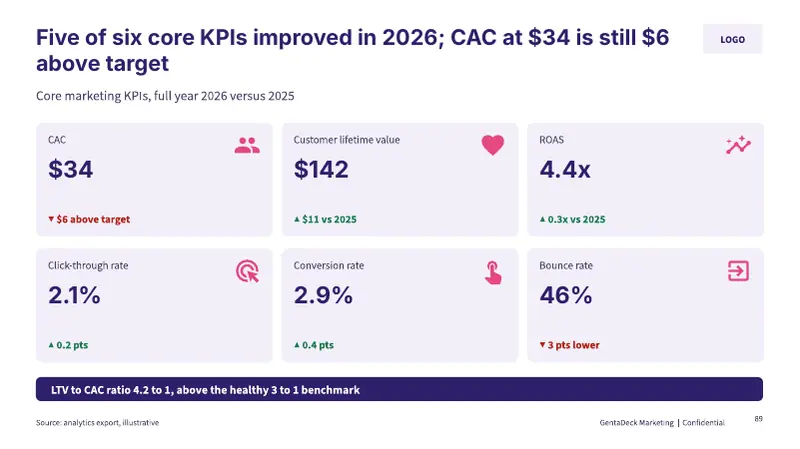 Five of six core KPIs improved in 2026; CAC at $34 is still $6
above target
LOGO
Core marketing KPIs, full year 2026 versus 2025
CAC
$34
▼ $6 above target
Customer lifetime value
$142
▲ $11 vs 2025
ROAS
4.4x
▲ 0.3x vs 2025
Click-through rate
2.1%
▲ 0.2 pts
Conversion rate
2.9%
▲ 0.4 pts
Bounce rate
46%
▼ 3 pts lower
LTV to CAC ratio 4.2 to 1, above the healthy 3 to 1 benchmark
Source: analytics export, illustrative
GentaDeck Marketing | Confidential
89